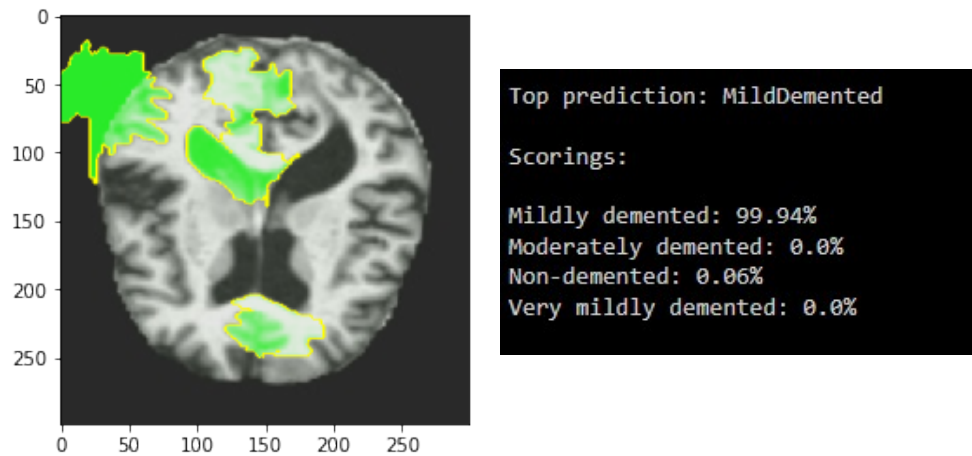 0
50
100
150
200
250
0 50 100 150 200 250
Top prediction: MildDemented
Scorings:
Mildly demented: 99.94%
Moderately demented: 0.0%
Non-demented: 0.06%
Very mildly demented: 0.0%